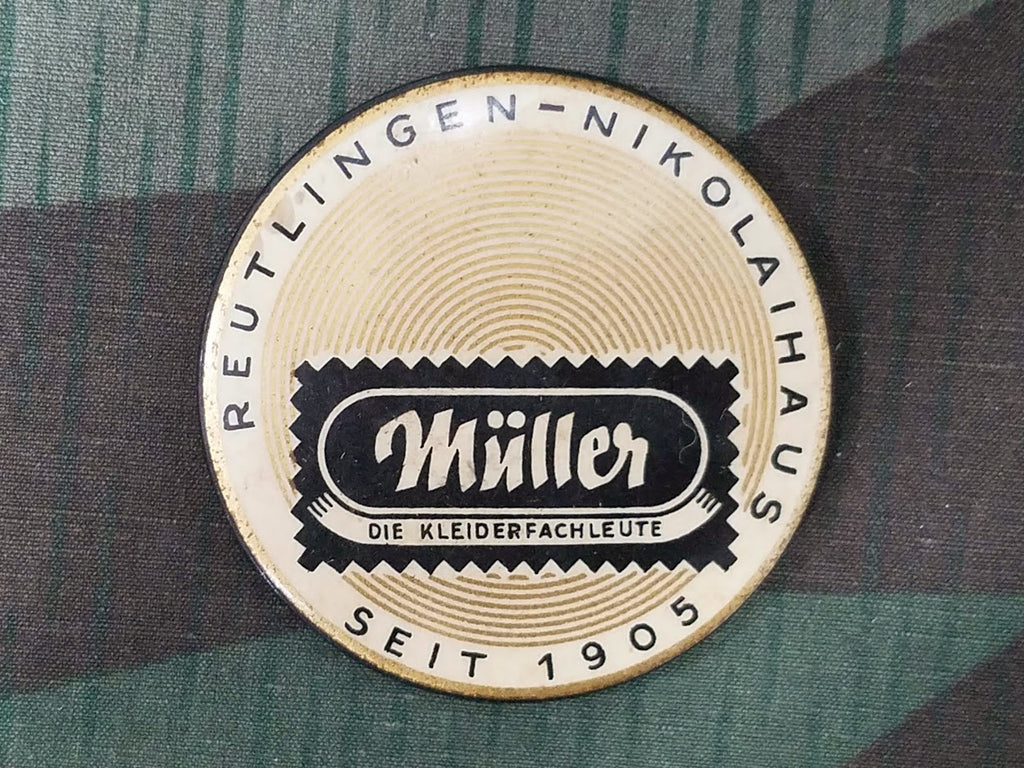 REUTLINGEN-NIKOLAIHAUS
Müller
DIE KLEIDERFACHLEUTE
SEIT 1905